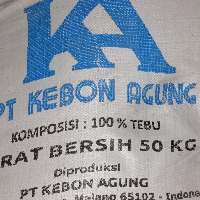 KA
PT KEBON AGUNG
KOMPOSISI : 100 % TEBU
RAT BERSIH 50 KG
Diproduksi
PT KEBON AGUNG
Malang 65102 - Indone